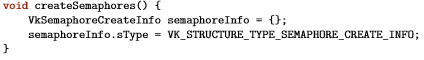 void createSemaphores() {
    VkSemaphoreCreateInfo semaphoreInfo = {};
    semaphoreInfo.sType = VK_STRUCTURE_TYPE_SEMAPHORE_CREATE_INFO;
}